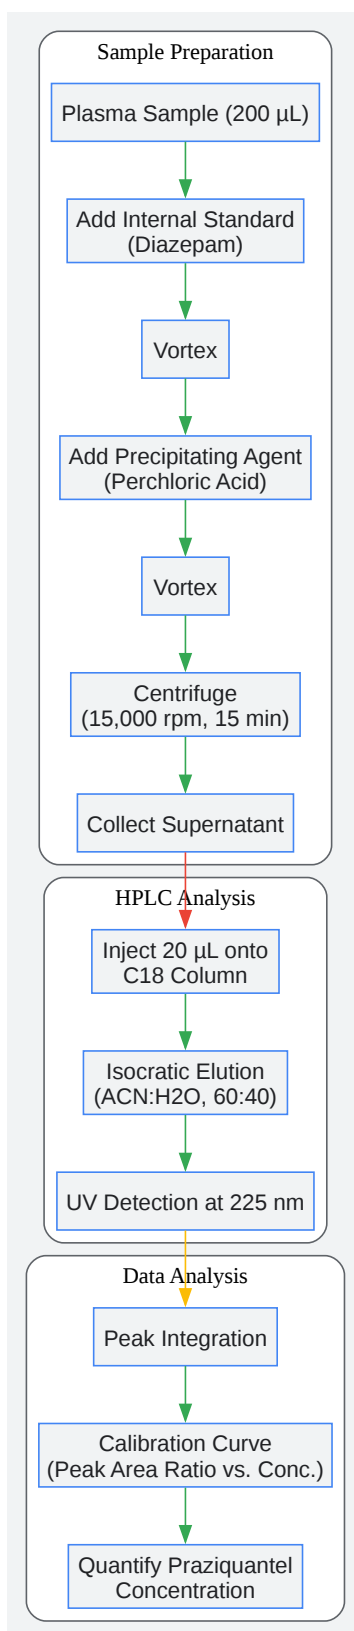 Sample Preparation
Plasma Sample (200 µL)
Add Internal Standard
(Diazepam)
Vortex
Add Precipitating Agent
(Perchloric Acid)
Vortex
Centrifuge
(15,000 rpm, 15 min)
Collect Supernatant
HPLC Analysis
Inject 20 µL onto
C18 Column
Isocratic Elution
(ACN:H2O, 60:40)
UV Detection at 225 nm
Data Analysis
Peak Integration
Calibration Curve
(Peak Area Ratio vs. Conc.)
Quantify Praziquantel
Concentration